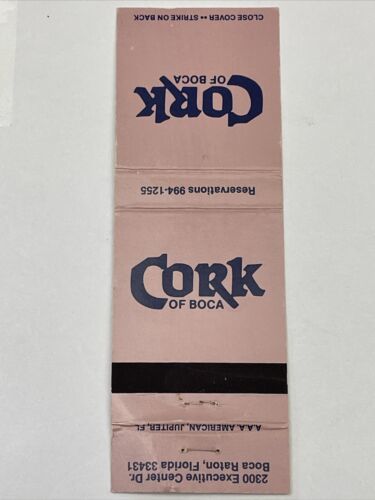 CLOSE COVER •• STRIKE ON BACK
CORK
OF BOCA
Reservations 994-1255
CORK
OF BOCA
A.A.A. AMERICAN, JUPITER, FL
2300 Executive Center Dr.
Boca Raton, Florida 33431